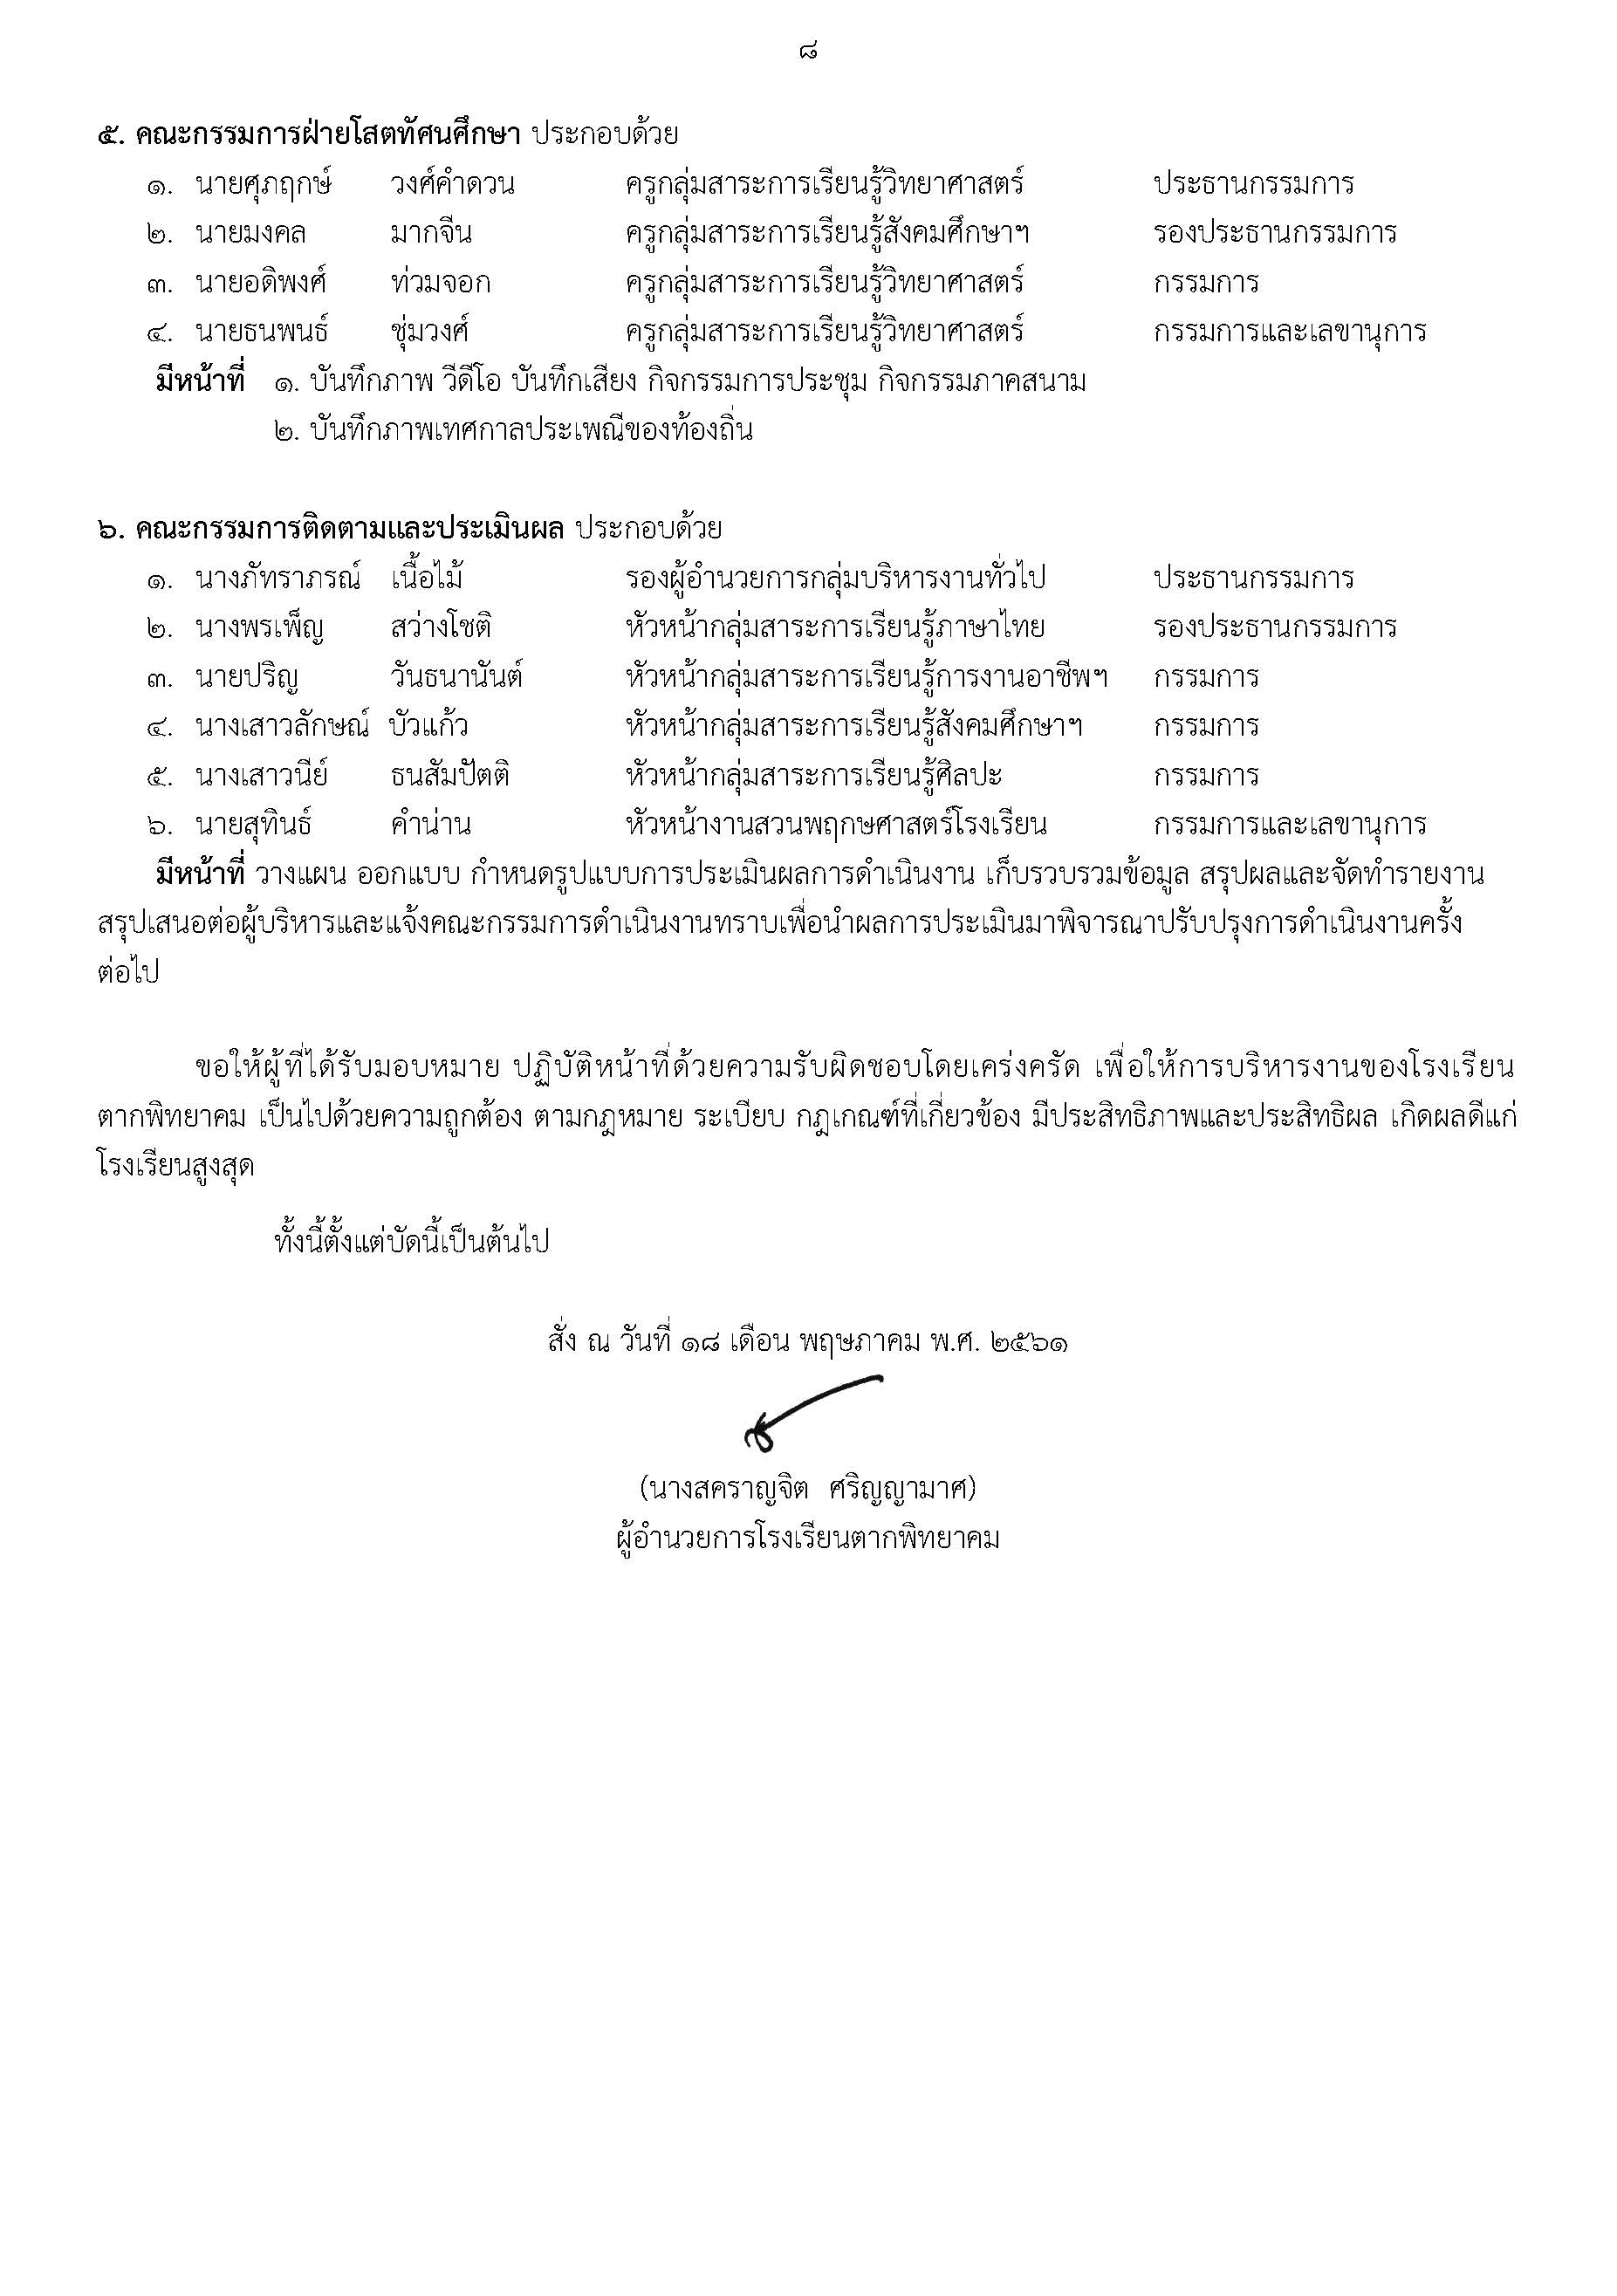 ๘
๕. คณะกรรมการฝ่ายโสตทัศนศึกษา ประกอบด้วย
๑. นายศุภฤกษ์ วงศ์คำดวน ครูกลุ่มสาระการเรียนรู้วิทยาศาสตร์ ประธานกรรมการ
๒. นายมงคล มากจีน ครูกลุ่มสาระการเรียนรู้สังคมศึกษาฯ รองประธานกรรมการ
๓. นายอดิพงศ์ ท่วมจอก ครูกลุ่มสาระการเรียนรู้วิทยาศาสตร์ กรรมการ
๔. นายธนพนธ์ ชุ่มวงศ์ ครูกลุ่มสาระการเรียนรู้วิทยาศาสตร์ กรรมการและเลขานุการ
มีหน้าที่ ๑. บันทึกภาพ วีดีโอ บันทึกเสียง กิจกรรมการประชุม กิจกรรมภาคสนาม
๒. บันทึกภาพเทศกาลประเพณีของท้องถิ่น
๖. คณะกรรมการติดตามและประเมินผล ประกอบด้วย
๑. นางภัทราภรณ์ เนื้อไม้ รองผู้อำนวยการกลุ่มบริหารงานทั่วไป ประธานกรรมการ
๒. นางพรเพ็ญ สว่างโชติ หัวหน้ากลุ่มสาระการเรียนรู้ภาษาไทย รองประธานกรรมการ
๓. นายปริญ วันธนานันต์ หัวหน้ากลุ่มสาระการเรียนรู้การงานอาชีพฯ กรรมการ
๔. นางเสาวลักษณ์ บัวแก้ว หัวหน้ากลุ่มสาระการเรียนรู้สังคมศึกษาฯ กรรมการ
๕. นางเสาวนีย์ ธนสัมปัตติ หัวหน้ากลุ่มสาระการเรียนรู้ศิลปะ กรรมการ
๖. นายสุทินธ์ คำน่าน หัวหน้างานสวนพฤกษศาสตร์โรงเรียน กรรมการและเลขานุการ
มีหน้าที่ วางแผน ออกแบบ กำหนดรูปแบบการประเมินผลการดำเนินงาน เก็บรวบรวมข้อมูล สรุปผลและจัดทำรายงาน
สรุปเสนอต่อผู้บริหารและแจ้งคณะกรรมการดำเนินงานทราบเพื่อนำผลการประเมินมาพิจารณาปรับปรุงการดำเนินงานครั้ง
ต่อไป
ขอให้ผู้ที่ได้รับมอบหมาย ปฏิบัติหน้าที่ด้วยความรับผิดชอบโดยเคร่งครัด เพื่อให้การบริหารงานของโรงเรียน
ตากพิทยาคม เป็นไปด้วยความถูกต้อง ตามกฎหมาย ระเบียบ กฎเกณฑ์ที่เกี่ยวข้อง มีประสิทธิภาพและประสิทธิผล เกิดผลดีแก่
โรงเรียนสูงสุด
ทั้งนี้ตั้งแต่บัดนี้เป็นต้นไป
สั่ง ณ วันที่ ๑๘ เดือน พฤษภาคม พ.ศ. ๒๕๖๑
(นางสคราญจิต ศริญญามาศ)
ผู้อำนวยการโรงเรียนตากพิทยาคม